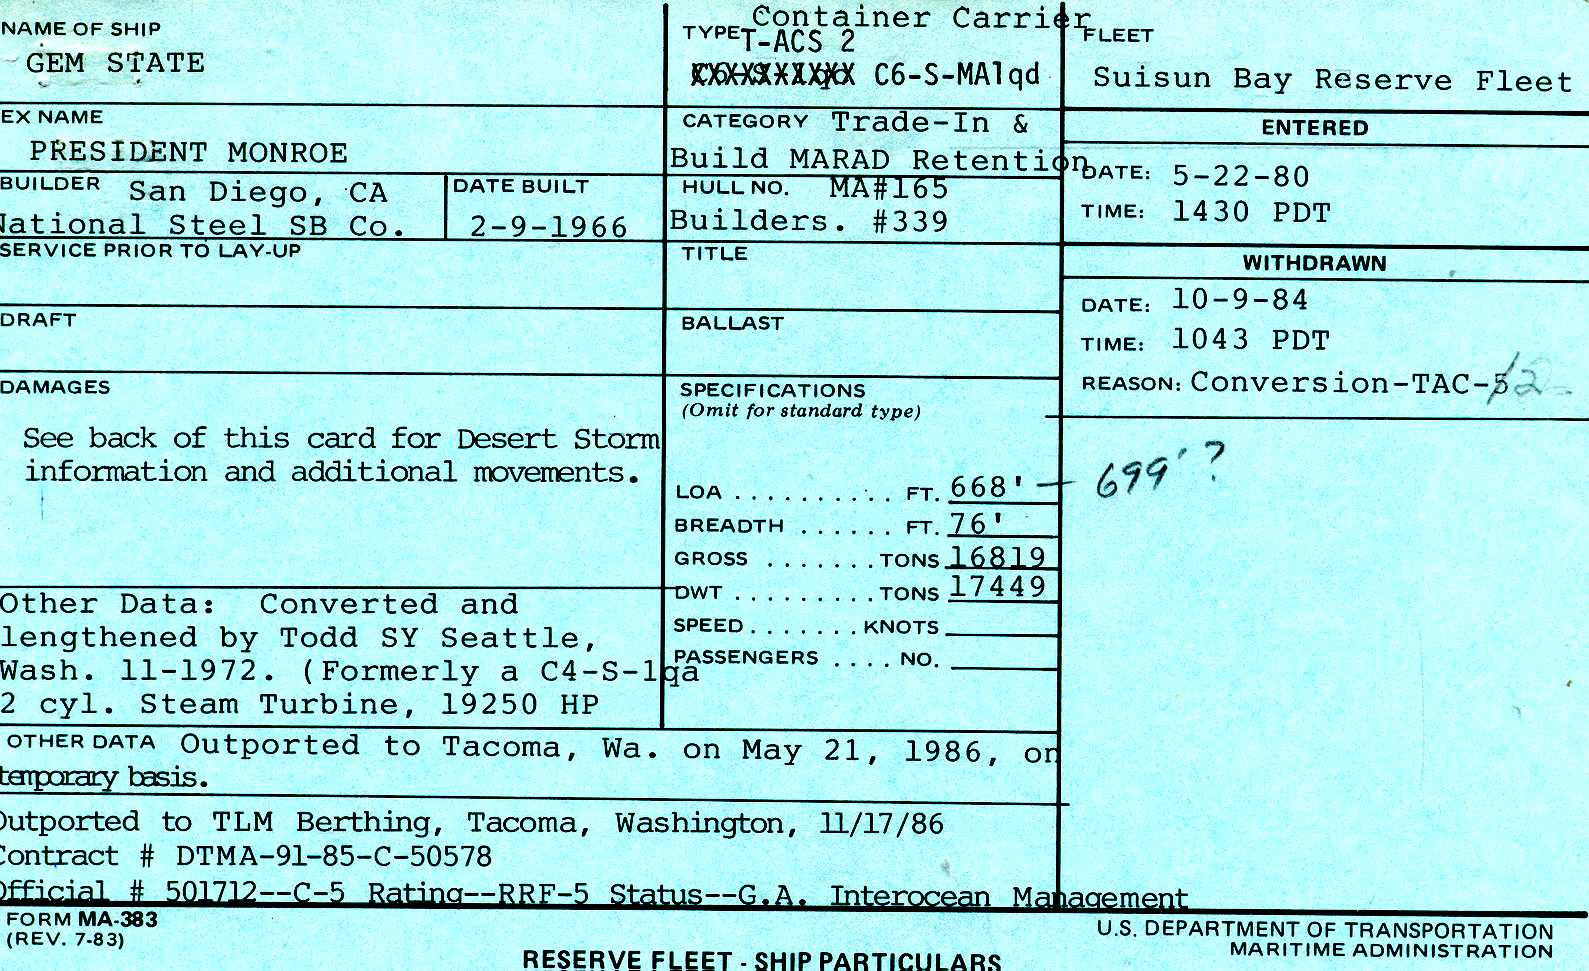 NAME OF SHIP
GEM STATE
TYPE Container Carrier
T-ACS 2
C6-S-MA1qd
FLEET
Suisun Bay Reserve Fleet
EX NAME
PRESIDENT MONROE
CATEGORY Trade-In &
Build MARAD Retention
ENTERED
DATE: 5-22-80
TIME: 1430 PDT
BUILDER San Diego, CA
National Steel SB Co.
DATE BUILT
2-9-1966
HULL NO. MA#165
Builders. #339
SERVICE PRIOR TO LAY-UP
TITLE
WITHDRAWN
DATE: 10-9-84
TIME: 1043 PDT
REASON: Conversion-TAC-5 2
DRAFT
BALLAST
DAMAGES
See back of this card for Desert Storm
information and additional movements.
SPECIFICATIONS
(Omit for standard type)
LOA .......... FT. 668' — 699'?
BREADTH ...... FT. 76'
GROSS ....... TONS 16819
DWT ......... TONS 17449
SPEED ....... KNOTS
PASSENGERS .... NO.
Other Data: Converted and
lengthened by Todd SY Seattle,
Wash. 11-1972. (Formerly a C4-S-1qa
2 cyl. Steam Turbine, 19250 HP
OTHER DATA Outported to Tacoma, Wa. on May 21, 1986, on
temporary basis.
Outported to TLM Berthing, Tacoma, Washington, 11/17/86
Contract # DTMA-91-85-C-50578
Official # 501712--C-5 Rating--RRF-5 Status--G.A. Interocean Management
FORM MA-383
(REV. 7-83)
U.S. DEPARTMENT OF TRANSPORTATION
MARITIME ADMINISTRATION
RESERVE FLEET - SHIP PARTICULARS